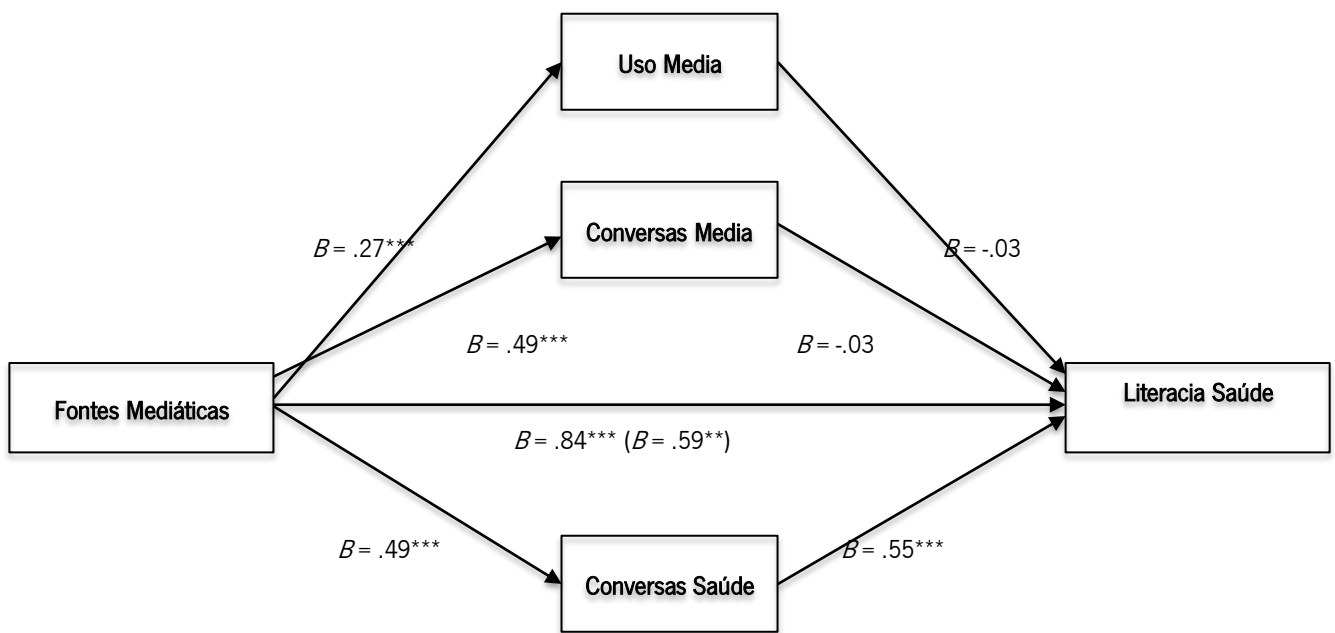 Uso Media
Conversas Media
B = .27***
B = -.03
B = .49***
B = -.03
Fontes Mediáticas
Literacia Saúde
B = .84*** (B = .59**)
B = .49***
B = .55***
Conversas Saúde